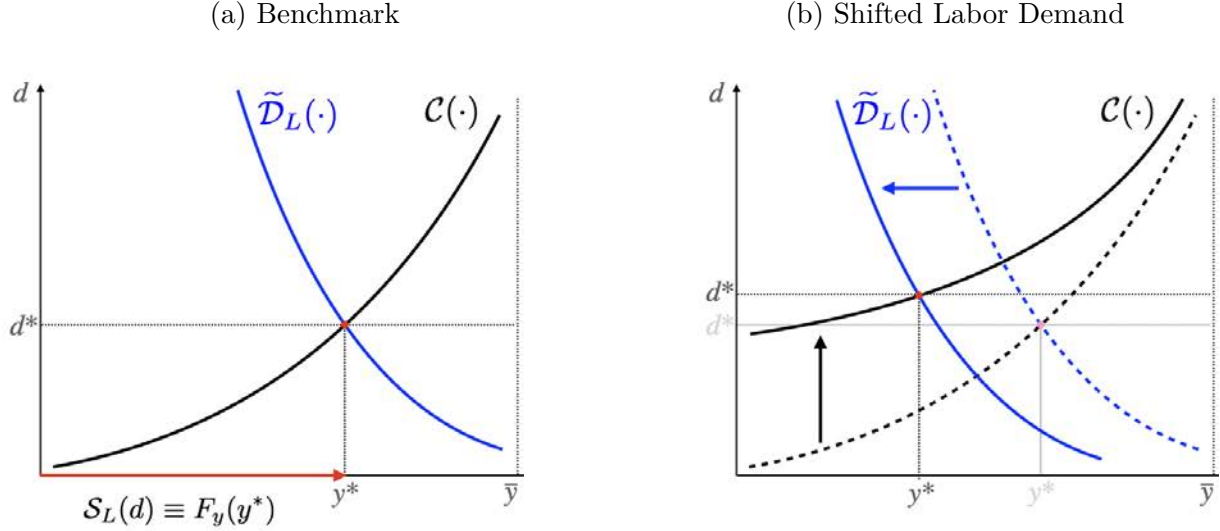 (a) Benchmark
(b) Shifted Labor Demand
d
𝒟̃_L(·)
𝒞(·)
d*
y*
ȳ
𝒮_L(d) ≡ F_y(y*)
d
𝒟̃_L(·)
𝒞(·)
d*
d*
y*
y*
ȳ